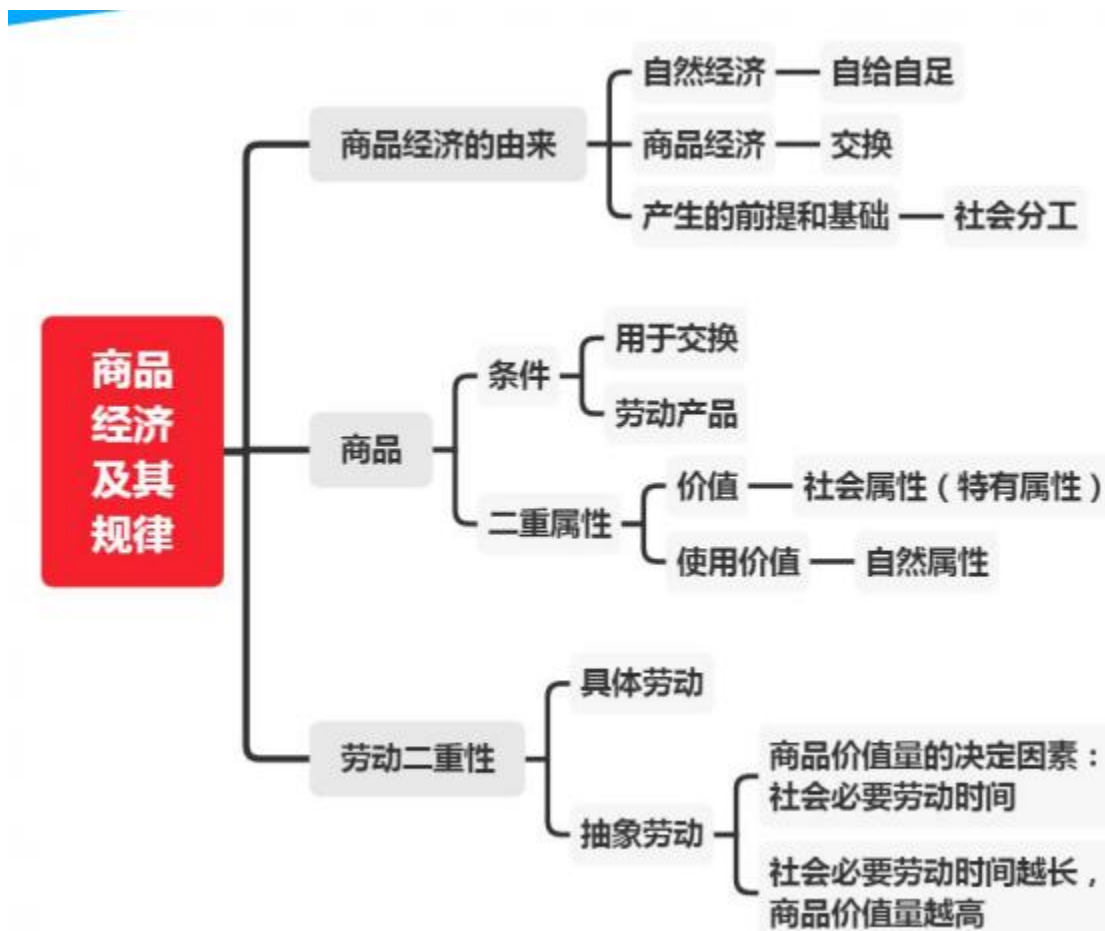 自然经济
自给自足
商品经济的由来
商品经济
交换
产生的前提和基础
社会分工
商品
经济
及其
规律
用于交换
条件
劳动产品
商品
价值
社会属性（特有属性）
二重属性
使用价值
自然属性
具体劳动
劳动二重性
商品价值量的决定因素：
社会必要劳动时间
抽象劳动
社会必要劳动时间越长，
商品价值量越高